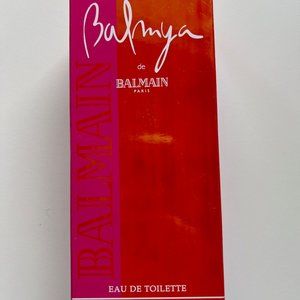 Balmya
de
BALMAIN
PARIS
BALMAIN
EAU DE TOILETTE